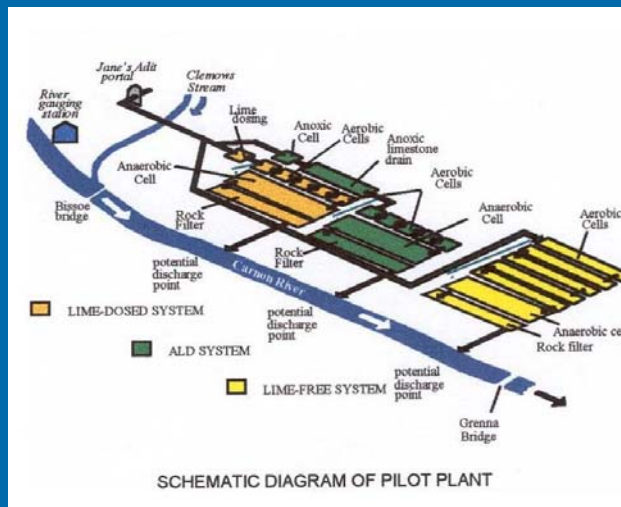 Jane's Adit
portal
Clemows
Stream
River
gauging
station
Lime
dosing
Anoxic
Cell
Aerobic
Cells
Anoxic
limestone
drain
Anaerobic
Cell
Aerobic
Cells
Bissoe
bridge
Rock
Filter
Anaerobic
Cell
Aerobic
Cells
Rock
Filter
potential
discharge
point
Carnon River
LIME-DOSED SYSTEM
potential
discharge
point
Anaerobic ce
Rock filter
ALD SYSTEM
LIME-FREE SYSTEM
potential
discharge
point
Grenna
Bridge
SCHEMATIC DIAGRAM OF PILOT PLANT